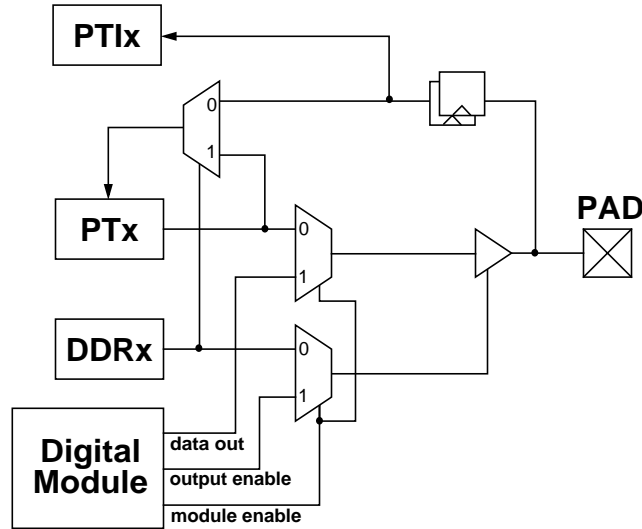 PTIx
0
1
PTx
PAD
0
1
DDRx
0
1
Digital
Module
data out
output enable
module enable